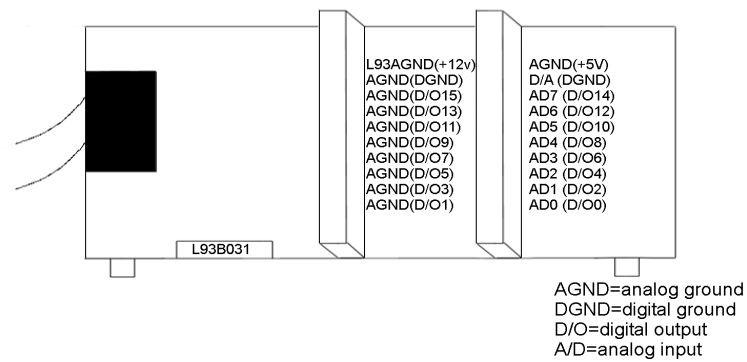 L93AGND(+12v)
AGND(DGND)
AGND(D/O15)
AGND(D/O13)
AGND(D/O11)
AGND(D/O9)
AGND(D/O7)
AGND(D/O5)
AGND(D/O3)
AGND(D/O1)
AGND(+5V)
D/A (DGND)
AD7 (D/O14)
AD6 (D/O12)
AD5 (D/O10)
AD4 (D/O8)
AD3 (D/O6)
AD2 (D/O4)
AD1 (D/O2)
AD0 (D/O0)
L93B031
AGND=analog ground
DGND=digital ground
D/O=digital output
A/D=analog input